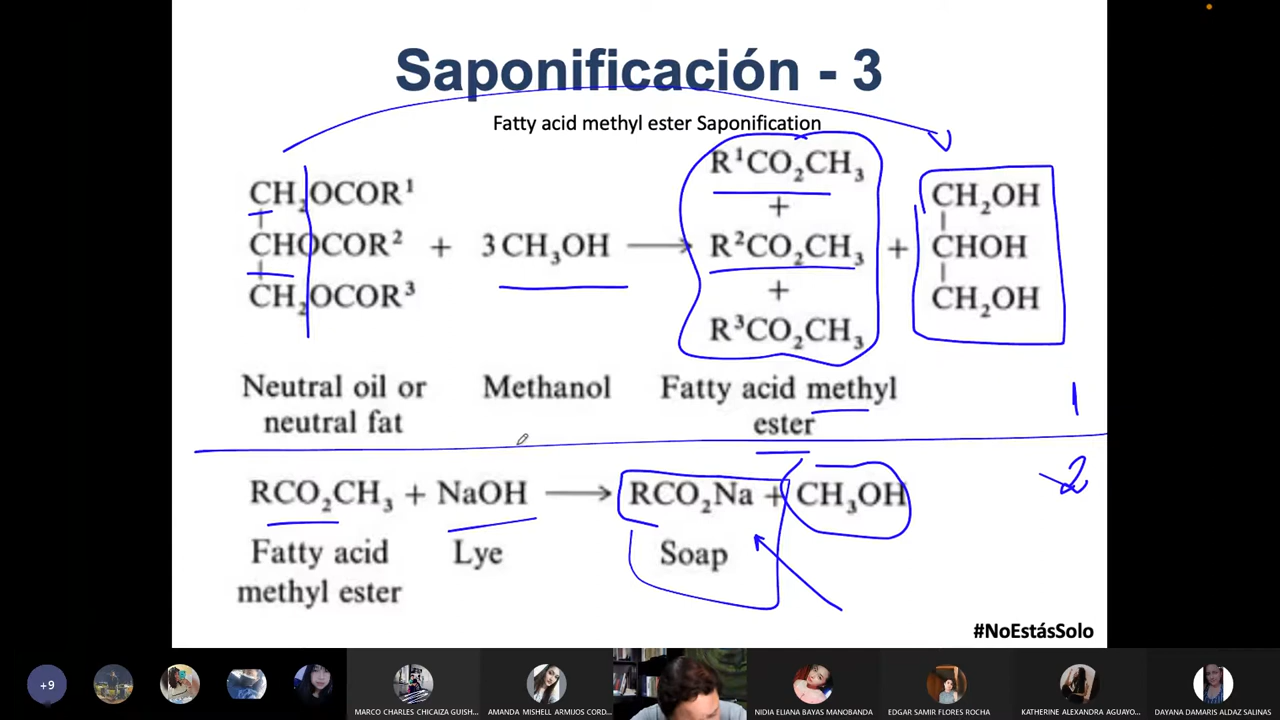 Saponificación - 3
Fatty acid methyl ester Saponification
CH₂OCOR¹
CHOCOR² + 3CH₃OH ⟶
CH₂OCOR³
R¹CO₂CH₃
+
R²CO₂CH₃
+
R³CO₂CH₃
+
CH₂OH
CHOH
CH₂OH
Neutral oil or
neutral fat
Methanol
Fatty acid methyl
ester
1
RCO₂CH₃ + NaOH ⟶ RCO₂Na + CH₃OH
2
Fatty acid
methyl ester
Lye
Soap
#NoEstásSolo
+9
MARCO CHARLES CHICAIZA GUISH...
AMANDA MISHELL ARMIJOS CORD...
NIDIA ELIANA BAYAS MANOBANDA
EDGAR SAMIR FLORES ROCHA
KATHERINE ALEXANDRA AGUAYO...
DAYANA DAMARIS ALDAZ SALINAS